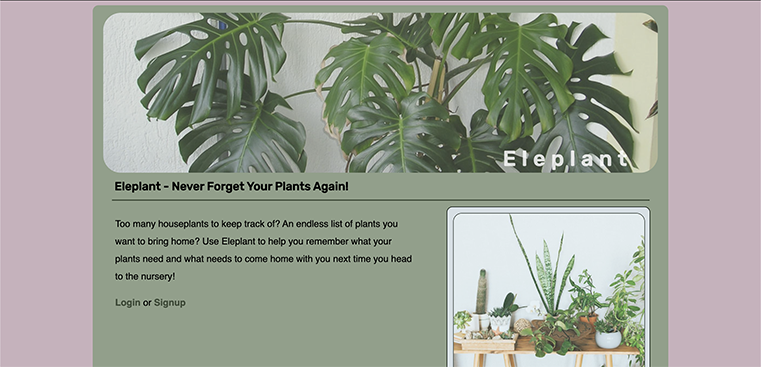 Eleplant
Eleplant - Never Forget Your Plants Again!
Too many houseplants to keep track of? An endless list of plants you
want to bring home? Use Eleplant to help you remember what your
plants need and what needs to come home with you next time you head
to the nursery!
Login or Signup